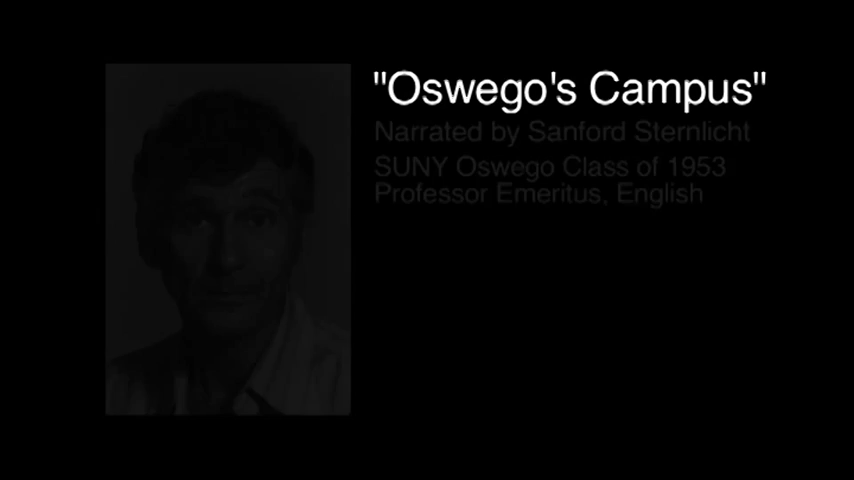 "Oswego's Campus"
Narrated by Sanford Sternlicht
SUNY Oswego Class of 1953
Professor Emeritus, English